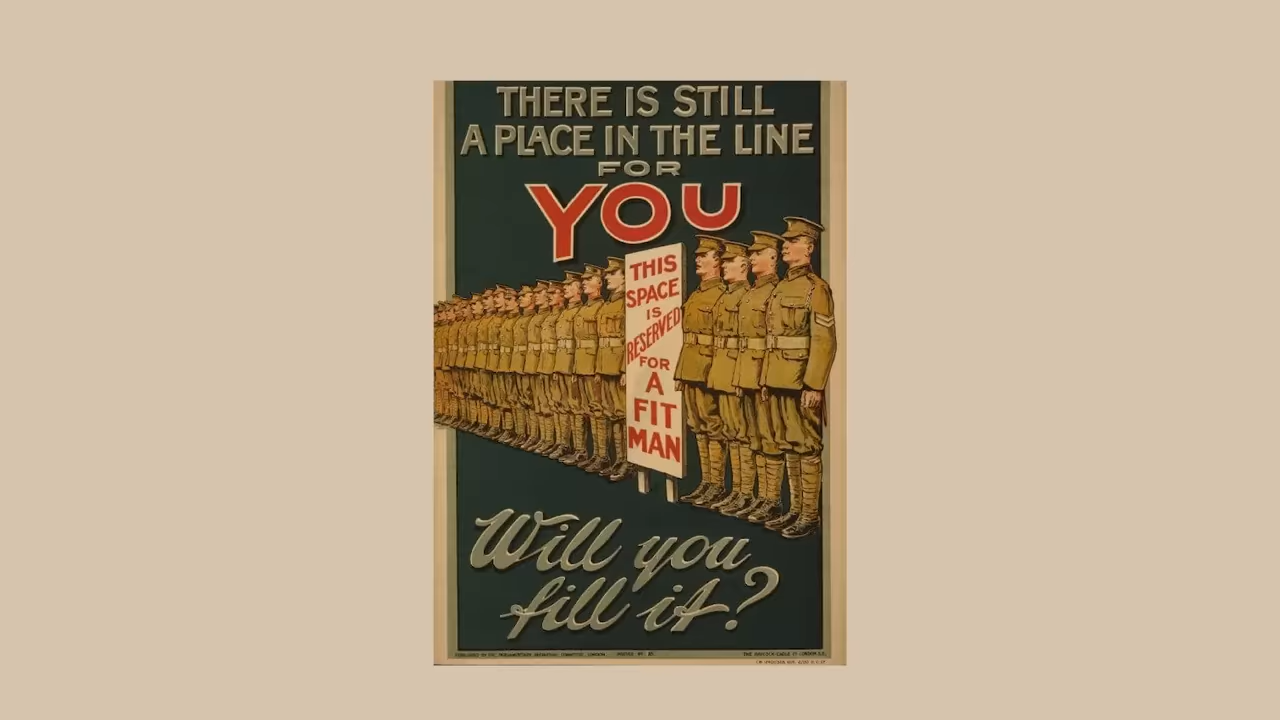 THERE IS STILL
A PLACE IN THE LINE
FOR
YOU
THIS
SPACE
IS
RESERVED
FOR
A
FIT
MAN
Will you
fill it?